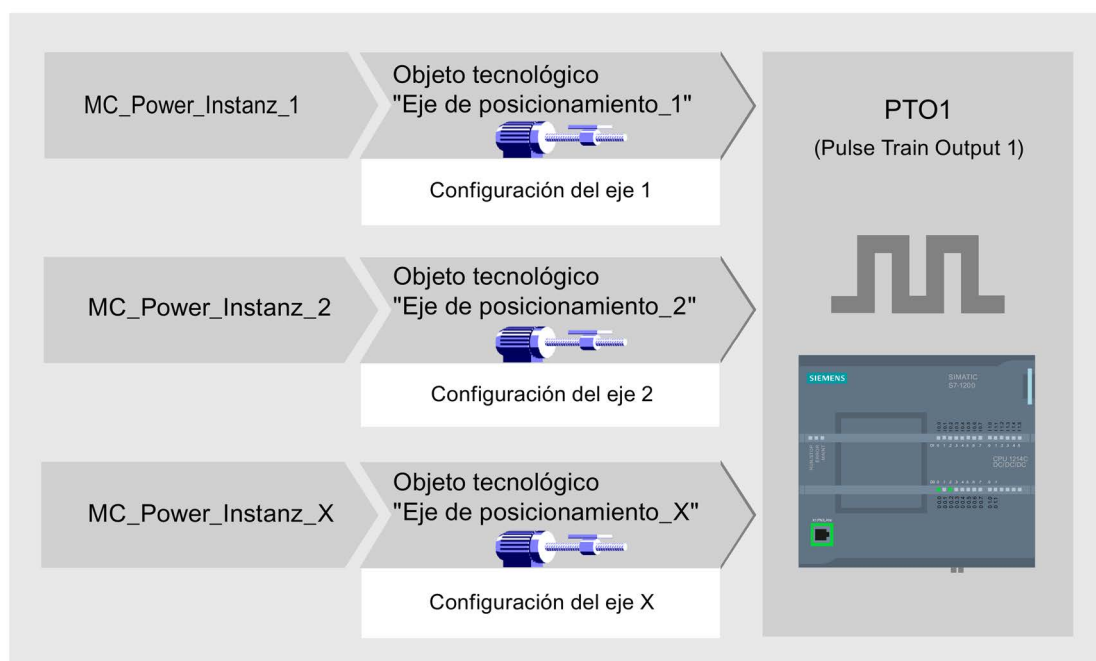 MC_Power_Instanz_1
Objeto tecnológico
"Eje de posicionamiento_1"
Configuración del eje 1
MC_Power_Instanz_2
Objeto tecnológico
"Eje de posicionamiento_2"
Configuración del eje 2
MC_Power_Instanz_X
Objeto tecnológico
"Eje de posicionamiento_X"
Configuración del eje X
PTO1
(Pulse Train Output 1)
SIEMENS
SIMATIC
S7-1200
CPU 1214C
DC/DC/DC